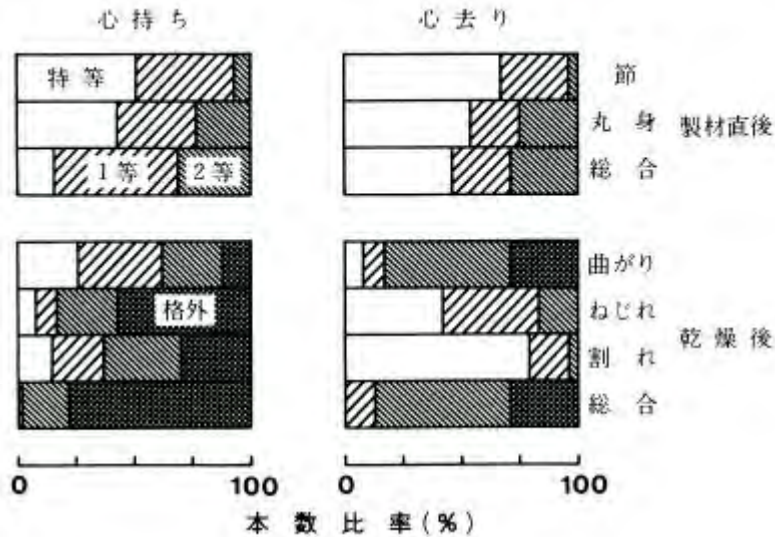 心持ち 心去り
特等 節
丸身 製材直後
1等 2等 総合
曲がり
格外 ねじれ 乾燥後
割れ
総合
0 100 0 100
本数比率(%)